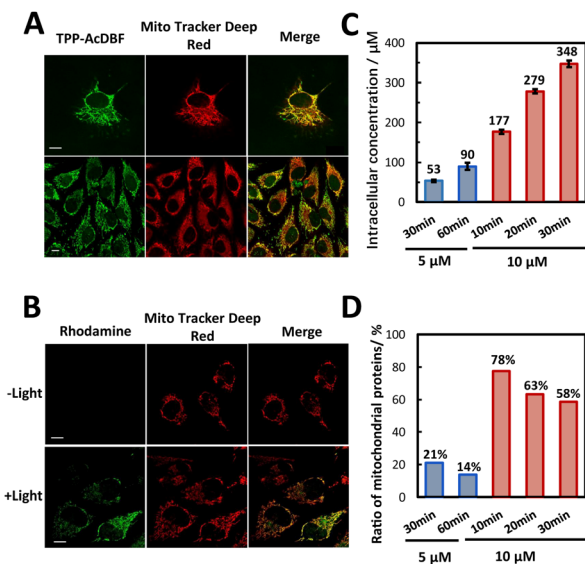 A
TPP-AcDBF
Mito Tracker Deep
Red
Merge
B
Rhodamine
Mito Tracker Deep
Red
Merge
-Light
+Light
C
Intracellular concentration / μM
400
300
200
100
0
53
90
177
279
348
30min
60min
10min
20min
30min
5 μM
10 μM
D
Ratio of mitochondrial proteins/ %
100
80
60
40
20
0
21%
14%
78%
63%
58%
30min
60min
10min
20min
30min
5 μM
10 μM